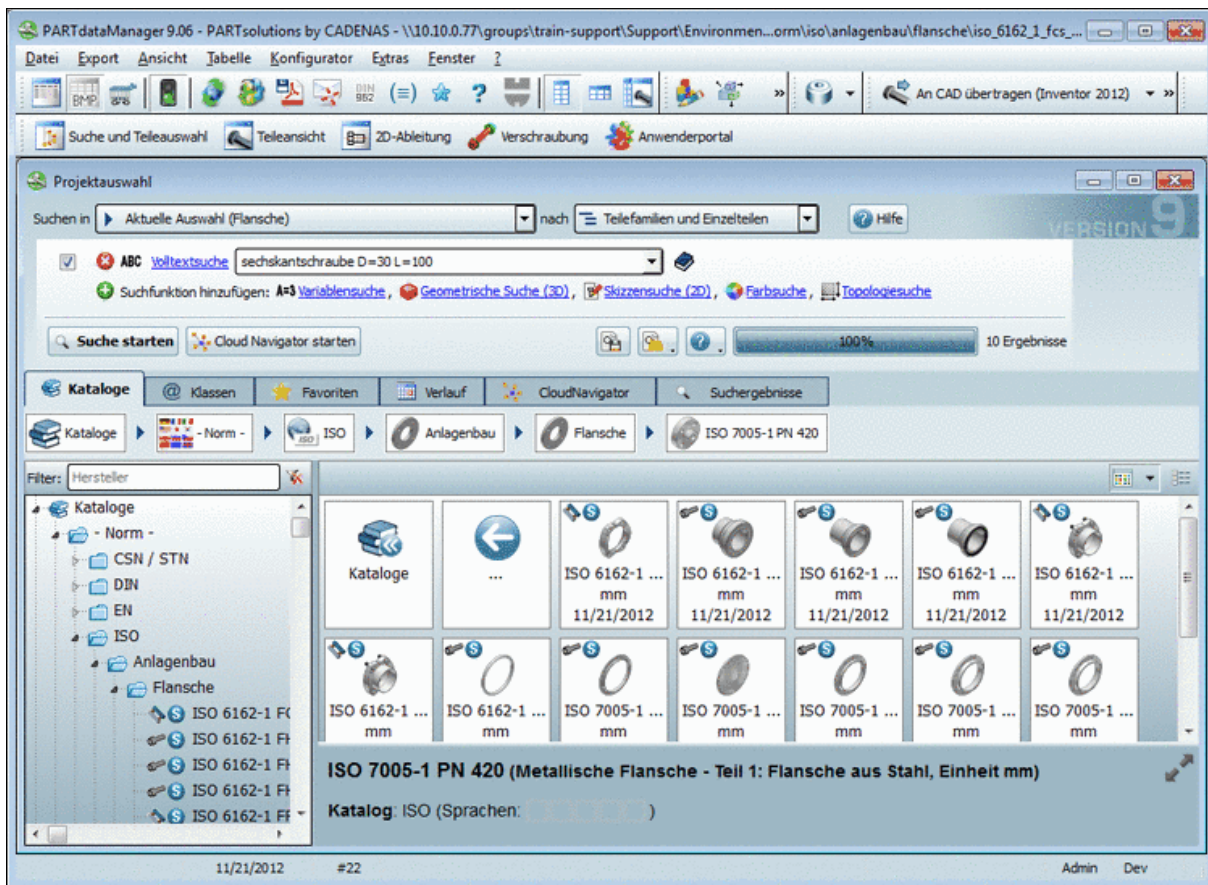 PARTdataManager 9.06 - PARTsolutions by CADENAS - \\10.10.0.77\groups\train-support\Support\Environmen...orm\iso\anlagenbau\flansche\iso_6162_1_fcs_...
Datei Export Ansicht Tabelle Konfigurator Extras Fenster ?
BMP DIN 962 (=) ? » An CAD übertragen (Inventor 2012) »
Suche und Teileauswahl Teileansicht 2D-Ableitung Verschraubung Anwenderportal
Projektauswahl
Suchen in Aktuelle Auswahl (Flansche) nach Teilefamilien und Einzelteilen Hilfe
VERSION 9
ABC Volltextsuche sechskantschraube D=30 L=100
Suchfunktion hinzufügen: A=3 Variablensuche, Geometrische Suche (3D), Skizzensuche (2D), Farbsuche, Topologiesuche
Suche starten Cloud Navigator starten 100% 10 Ergebnisse
Kataloge Klassen Favoriten Verlauf CloudNavigator Suchergebnisse
Kataloge - Norm - ISO Anlagenbau Flansche ISO 7005-1 PN 420
Filter: Hersteller
Kataloge
- Norm -
CSN / STN
DIN
EN
ISO
Anlagenbau
Flansche
ISO 6162-1 FC
ISO 6162-1 FH
ISO 6162-1 FH
ISO 6162-1 FH
ISO 6162-1 FF
Kataloge ... ISO 6162-1 ... ISO 6162-1 ... ISO 6162-1 ... ISO 6162-1 ... ISO 6162-1 ...
mm mm mm mm mm
11/21/2012 11/21/2012 11/21/2012 11/21/2012 11/21/2012
ISO 6162-1 ... ISO 6162-1 ... ISO 7005-1 ... ISO 7005-1 ... ISO 7005-1 ... ISO 7005-1 ... ISO 7005-1 ...
mm mm mm mm mm mm mm
ISO 7005-1 PN 420 (Metallische Flansche - Teil 1: Flansche aus Stahl, Einheit mm)
Katalog: ISO (Sprachen: )
11/21/2012 #22 Admin Dev